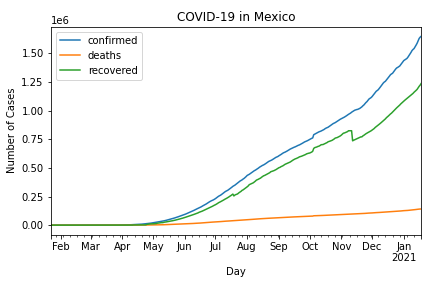 COVID-19 in Mexico
1e6
confirmed
deaths
recovered
1.50
1.25
1.00
0.75
0.50
0.25
0.00
Number of Cases
Feb Mar Apr May Jun Jul Aug Sep Oct Nov Dec Jan
2021
Day